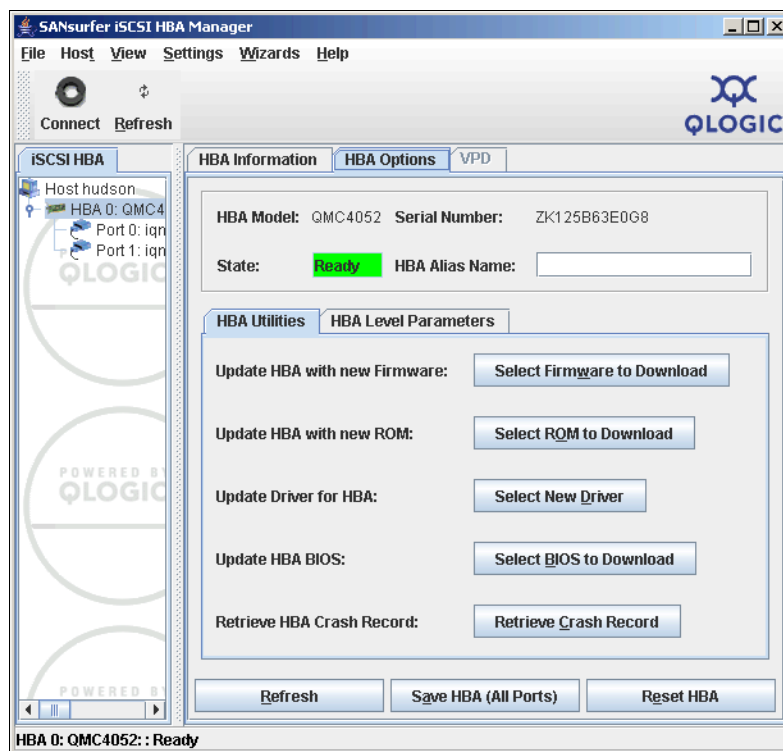 SANsurfer iSCSI HBA Manager
File Host View Settings Wizards Help
Connect Refresh
QLOGIC
iSCSI HBA
Host hudson
HBA 0: QMC4
Port 0: iqn
Port 1: iqn
QLOGIC
POWERED BY
QLOGIC
POWERED BY
HBA Information HBA Options VPD
HBA Model: QMC4052 Serial Number: ZK125B63E0G8
State: Ready HBA Alias Name:
HBA Utilities HBA Level Parameters
Update HBA with new Firmware: Select Firmware to Download
Update HBA with new ROM: Select ROM to Download
Update Driver for HBA: Select New Driver
Update HBA BIOS: Select BIOS to Download
Retrieve HBA Crash Record: Retrieve Crash Record
Refresh Save HBA (All Ports) Reset HBA
HBA 0: QMC4052: : Ready